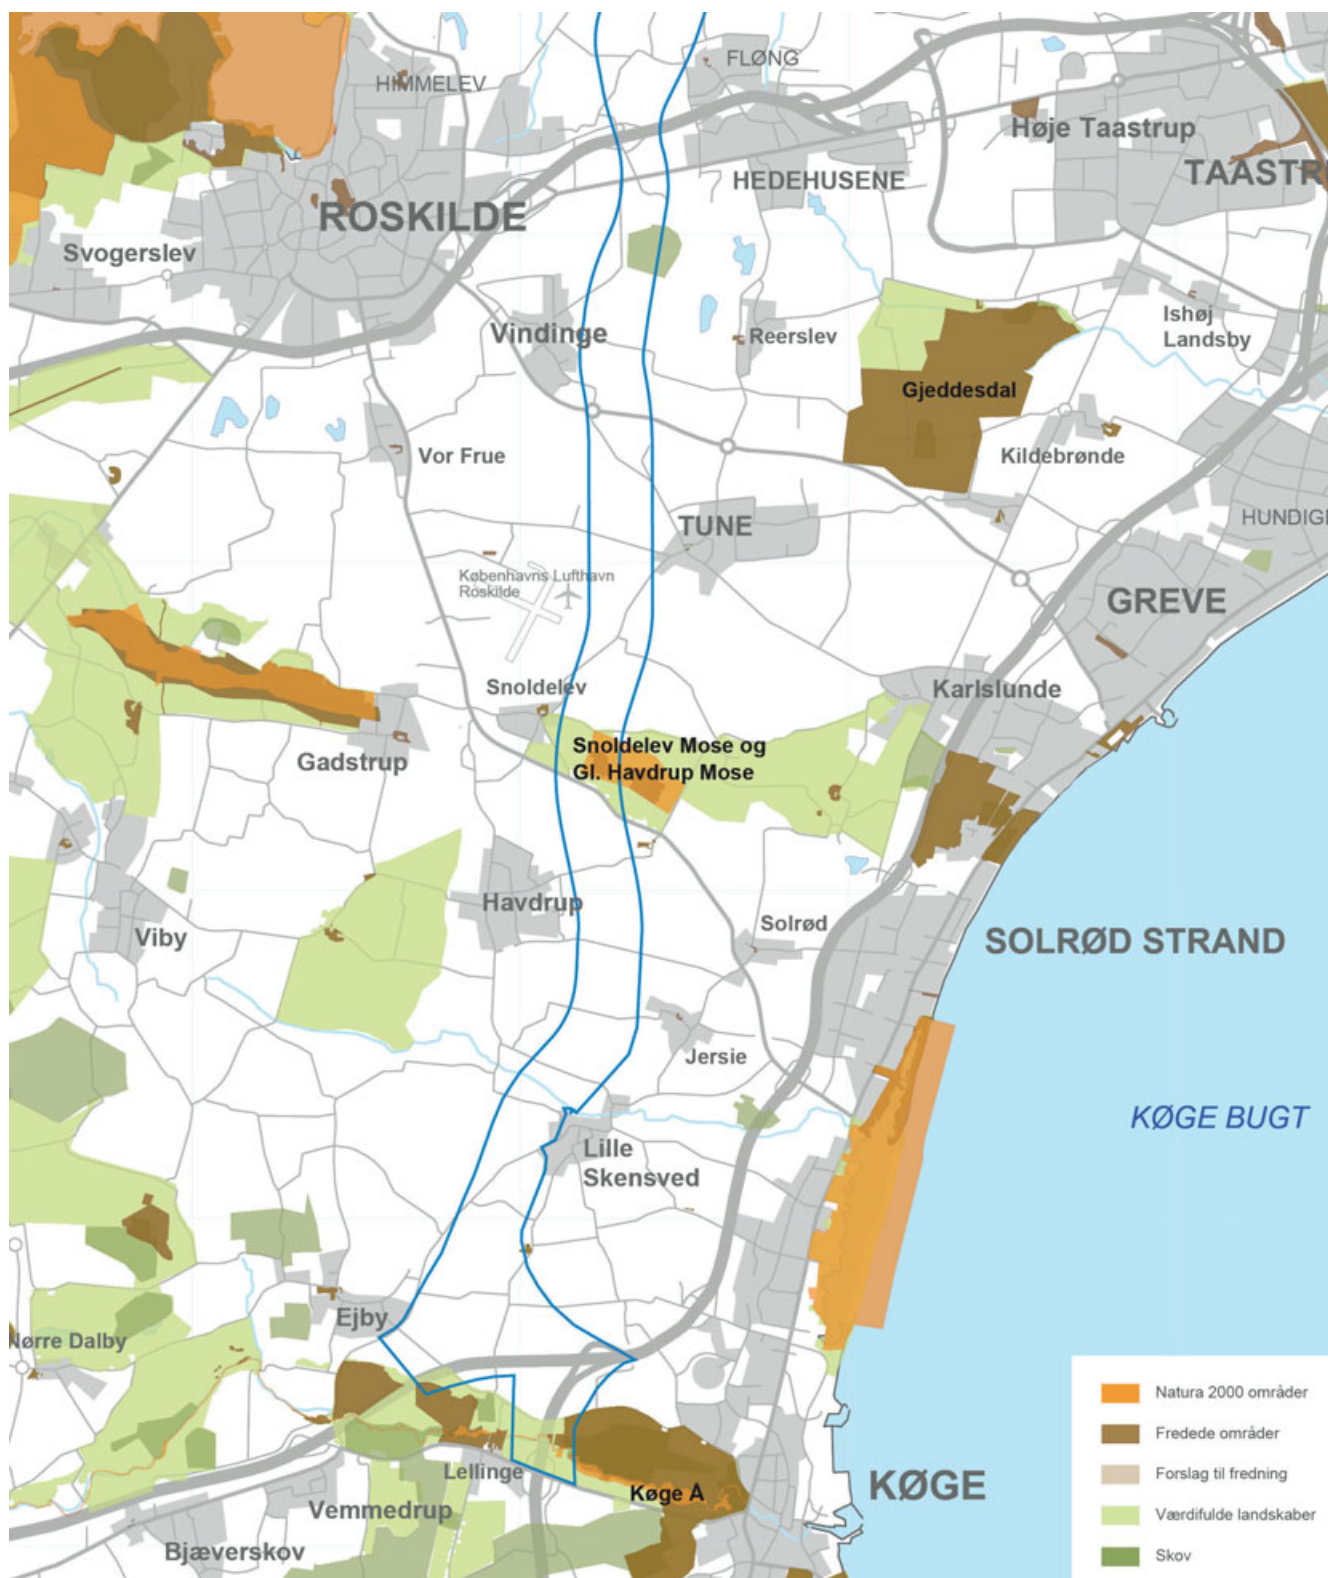 FLØNG
HIMMELEV
Høje Taastrup
TAASTR
HEDEHUSENE
ROSKILDE
Svogerslev
Ishøj
Landsby
Vindinge
Reerslev
Gjeddesdal
Vor Frue
Kildebrønde
TUNE
HUNDIG
Københavns Lufthavn
Roskilde
GREVE
Snoldelev
Karlslunde
Gadstrup
Snoldelev Mose og
Gl. Havdrup Mose
Havdrup
Solrød
Viby
SOLRØD STRAND
Jersie
KØGE BUGT
Lille
Skensved
Ejby
Nørre Dalby
Natura 2000 områder
Fredede områder
Forslag til fredning
Værdifulde landskaber
Skov
Lellinge
Køge Å
KØGE
Vemmedrup
Bjæverskov